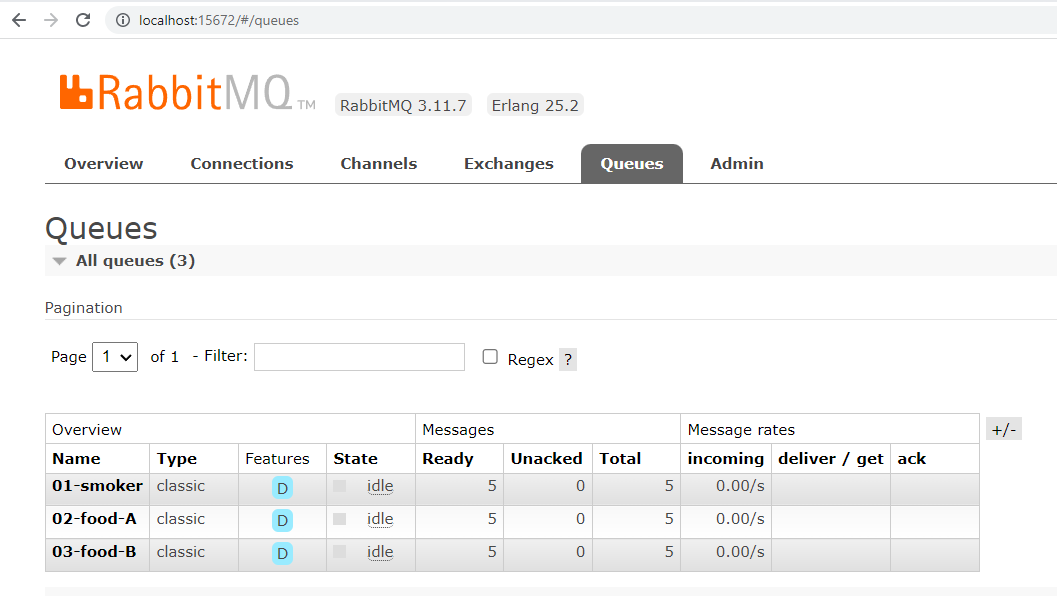 localhost:15672/#/queues
RabbitMQ TM RabbitMQ 3.11.7 Erlang 25.2
Overview Connections Channels Exchanges Queues Admin
Queues
All queues (3)
Pagination
Page 1 of 1 - Filter: Regex ?
Overview Messages Message rates +/-
Name Type Features State Ready Unacked Total incoming deliver / get ack
01-smoker classic D idle 5 0 5 0.00/s
02-food-A classic D idle 5 0 5 0.00/s
03-food-B classic D idle 5 0 5 0.00/s